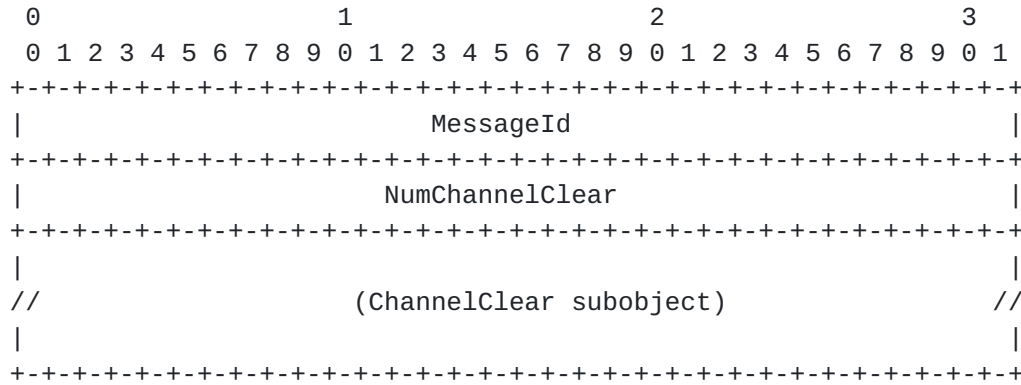 0                   1                   2                   3
 0 1 2 3 4 5 6 7 8 9 0 1 2 3 4 5 6 7 8 9 0 1 2 3 4 5 6 7 8 9 0 1
+-+-+-+-+-+-+-+-+-+-+-+-+-+-+-+-+-+-+-+-+-+-+-+-+-+-+-+-+-+-+-+-+
|                          MessageId                            |
+-+-+-+-+-+-+-+-+-+-+-+-+-+-+-+-+-+-+-+-+-+-+-+-+-+-+-+-+-+-+-+-+
|                       NumChannelClear                         |
+-+-+-+-+-+-+-+-+-+-+-+-+-+-+-+-+-+-+-+-+-+-+-+-+-+-+-+-+-+-+-+-+
|                                                               |
//                    (ChannelClear subobject)                 //
|                                                               |
+-+-+-+-+-+-+-+-+-+-+-+-+-+-+-+-+-+-+-+-+-+-+-+-+-+-+-+-+-+-+-+-+